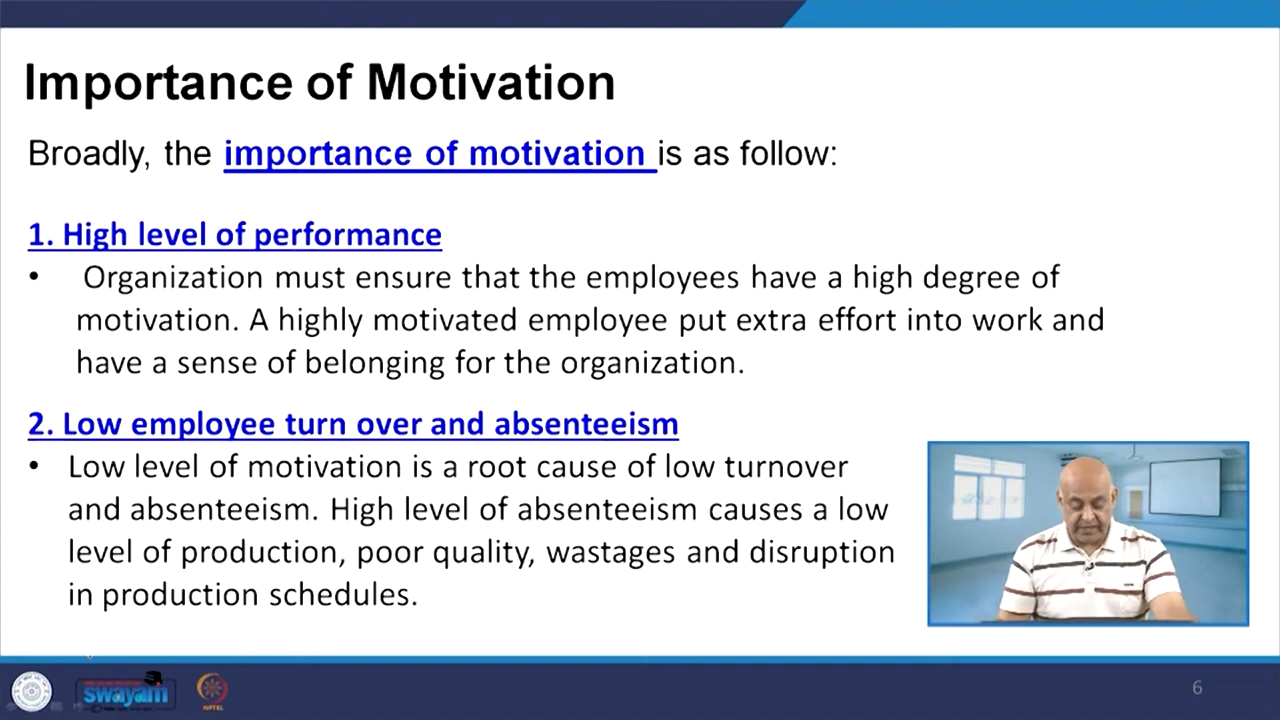 Importance of Motivation
Broadly, the importance of motivation is as follow:
1. High level of performance
• Organization must ensure that the employees have a high degree of
motivation. A highly motivated employee put extra effort into work and
have a sense of belonging for the organization.
2. Low employee turn over and absenteeism
• Low level of motivation is a root cause of low turnover
and absenteeism. High level of absenteeism causes a low
level of production, poor quality, wastages and disruption
in production schedules.
swayam
NPTEL
6